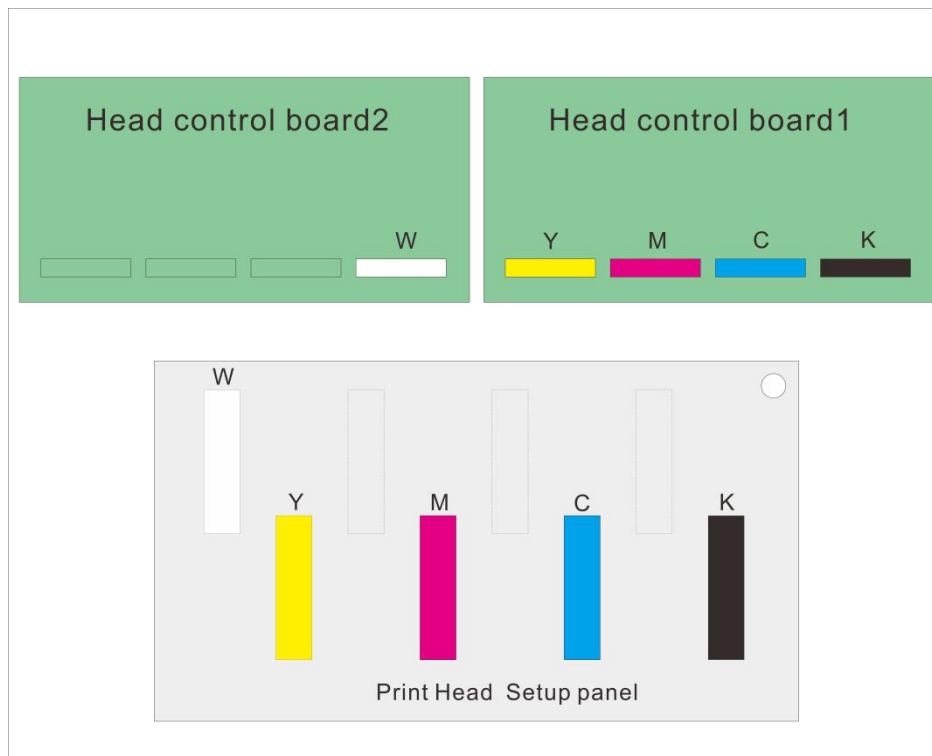 Head control board2
Head control board1
W
Y M C K
W
Y M C K
Print Head Setup panel